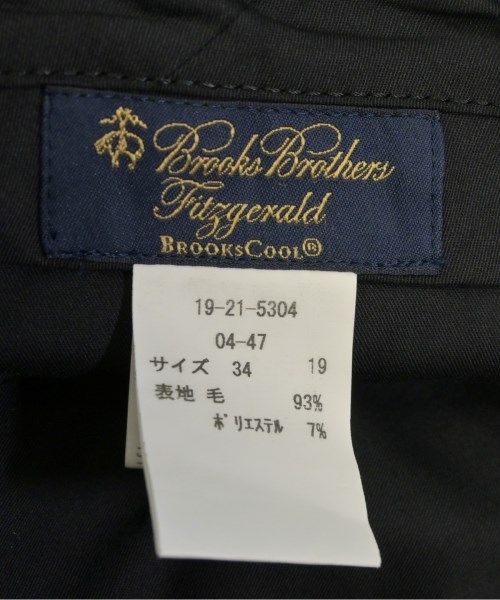 Brooks Brothers
Fitzgerald
BROOKSCOOL®
19-21-5304
04-47
サイズ 34 19
表地 毛 93%
ﾎﾟﾘｴｽﾃﾙ 7%